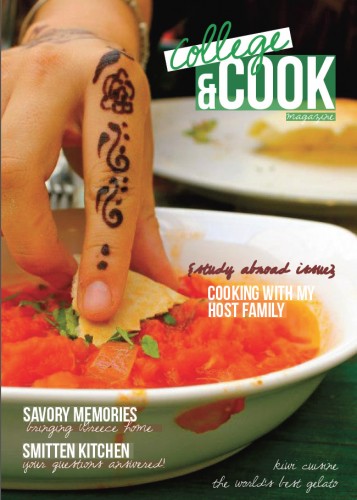 College
&COOK
magazine
{study abroad issue}
COOKING WITH MY
HOST FAMILY
SAVORY MEMORIES
bringing Greece home
SMITTEN KITCHEN
your questions answered!
kiwi cuisine
the world's best gelato